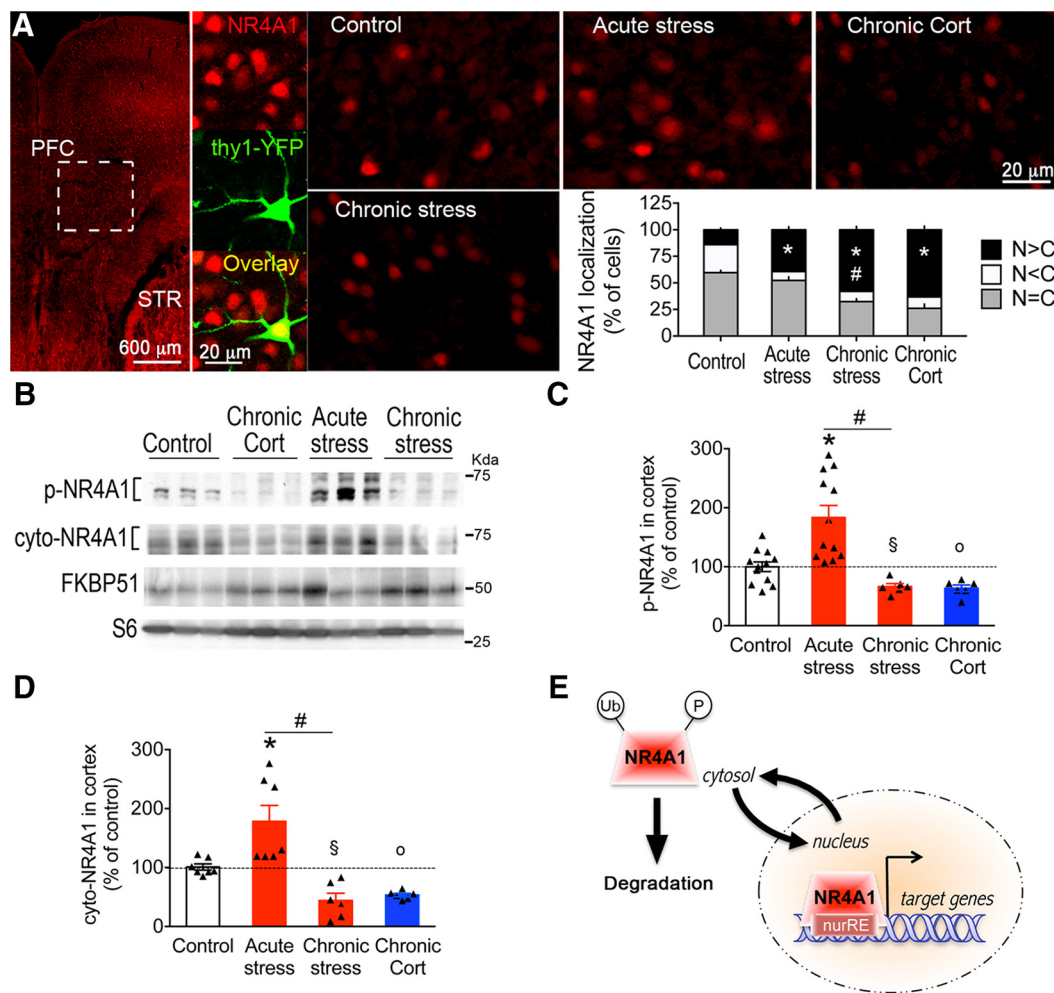 A
NR4A1
Control
Acute stress
Chronic Cort
PFC
thy1-YFP
20 µm
Chronic stress
Overlay
STR
600 µm
20 µm
NR4A1 localization
(% of cells)
125
100
75
50
25
0
Control
Acute
stress
Chronic
stress
Chronic
Cort
*
*
#
*
N>C
N<C
N=C
B
Control
Chronic
Cort
Acute
stress
Chronic
stress
Kda
p-NR4A1[
-75
cyto-NR4A1[
-75
FKBP51
-50
S6
-25
C
p-NR4A1 in cortex
(% of control)
300
200
100
0
#
*
§
o
Control
Acute
stress
Chronic
stress
Chronic
Cort
D
cyto-NR4A1 in cortex
(% of control)
300
200
100
0
#
*
§
o
Control
Acute
stress
Chronic
stress
Chronic
Cort
E
Ub
P
NR4A1
cytosol
nucleus
Degradation
NR4A1
target genes
nurRE